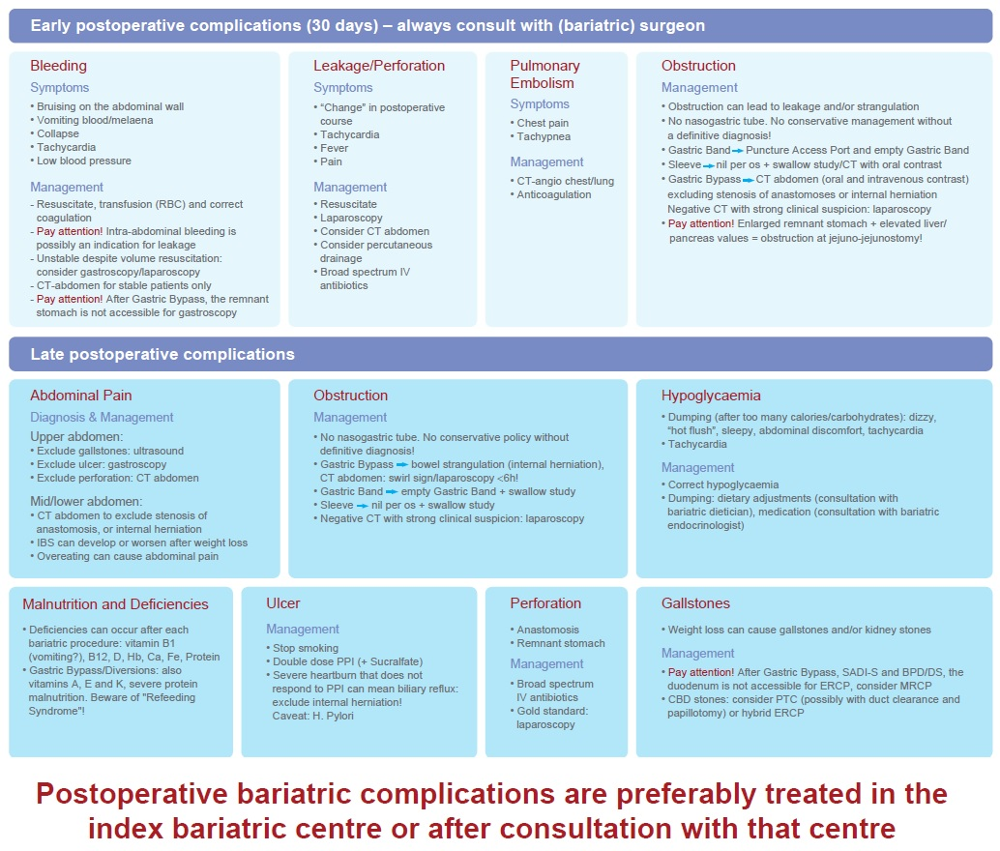 Early postoperative complications (30 days) – always consult with (bariatric) surgeon
Bleeding
Symptoms
• Bruising on the abdominal wall
• Vomiting blood/melaena
• Collapse
• Tachycardia
• Low blood pressure
Management
- Resuscitate, transfusion (RBC) and correct
coagulation
- Pay attention! Intra-abdominal bleeding is
possibly an indication for leakage
- Unstable despite volume resuscitation:
consider gastroscopy/laparoscopy
- CT-abdomen for stable patients only
- Pay attention! After Gastric Bypass, the remnant
stomach is not accessible for gastroscopy
Leakage/Perforation
Symptoms
• “Change” in postoperative
course
• Tachycardia
• Fever
• Pain
Management
• Resuscitate
• Laparoscopy
• Consider CT abdomen
• Consider percutaneous
drainage
• Broad spectrum IV
antibiotics
Pulmonary
Embolism
Symptoms
• Chest pain
• Tachypnea
Management
• CT-angio chest/lung
• Anticoagulation
Obstruction
Management
• Obstruction can lead to leakage and/or strangulation
• No nasogastric tube. No conservative management without
a definitive diagnosis!
• Gastric Band ➡ Puncture Access Port and empty Gastric Band
• Sleeve ➡ nil per os + swallow study/CT with oral contrast
• Gastric Bypass ➡ CT abdomen (oral and intravenous contrast)
excluding stenosis of anastomoses or internal herniation
Negative CT with strong clinical suspicion: laparoscopy
• Pay attention! Enlarged remnant stomach + elevated liver/
pancreas values = obstruction at jejuno-jejunostomy!
Late postoperative complications
Abdominal Pain
Diagnosis & Management
Upper abdomen:
• Exclude gallstones: ultrasound
• Exclude ulcer: gastroscopy
• Exclude perforation: CT abdomen
Mid/lower abdomen:
• CT abdomen to exclude stenosis of
anastomosis, or internal herniation
• IBS can develop or worsen after weight loss
• Overeating can cause abdominal pain
Obstruction
Management
• No nasogastric tube. No conservative policy without
definitive diagnosis!
• Gastric Bypass ➡ bowel strangulation (internal herniation),
CT abdomen: swirl sign/laparoscopy <6h!
• Gastric Band ➡ empty Gastric Band + swallow study
• Sleeve ➡ nil per os + swallow study
• Negative CT with strong clinical suspicion: laparoscopy
Hypoglycaemia
• Dumping (after too many calories/carbohydrates): dizzy,
“hot flush”, sleepy, abdominal discomfort, tachycardia
• Tachycardia
Management
• Correct hypoglycaemia
• Dumping: dietary adjustments (consultation with
bariatric dietician), medication (consultation with bariatric
endocrinologist)
Malnutrition and Deficiencies
• Deficiencies can occur after each
bariatric procedure: vitamin B1
(vomiting?), B12, D, Hb, Ca, Fe, Protein
• Gastric Bypass/Diversions: also
vitamins A, E and K, severe protein
malnutrition. Beware of "Refeeding
Syndrome"!
Ulcer
Management
• Stop smoking
• Double dose PPI (+ Sucralfate)
• Severe heartburn that does not
respond to PPI can mean biliary reflux:
exclude internal herniation!
Caveat: H. Pylori
Perforation
• Anastomosis
• Remnant stomach
Management
• Broad spectrum
IV antibiotics
• Gold standard:
laparoscopy
Gallstones
• Weight loss can cause gallstones and/or kidney stones
Management
• Pay attention! After Gastric Bypass, SADI-S and BPD/DS, the
duodenum is not accessible for ERCP, consider MRCP
• CBD stones: consider PTC (possibly with duct clearance and
papillotomy) or hybrid ERCP
Postoperative bariatric complications are preferably treated in the
index bariatric centre or after consultation with that centre